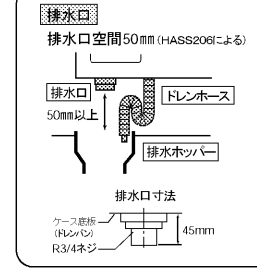 排水口
排水口空間50㎜(HASS206による)
排水口
ドレンホース
50㎜以上
排水ホッパー
排水口寸法
ケース底板
(ドレンパン)
45mm
R3/4ネジ